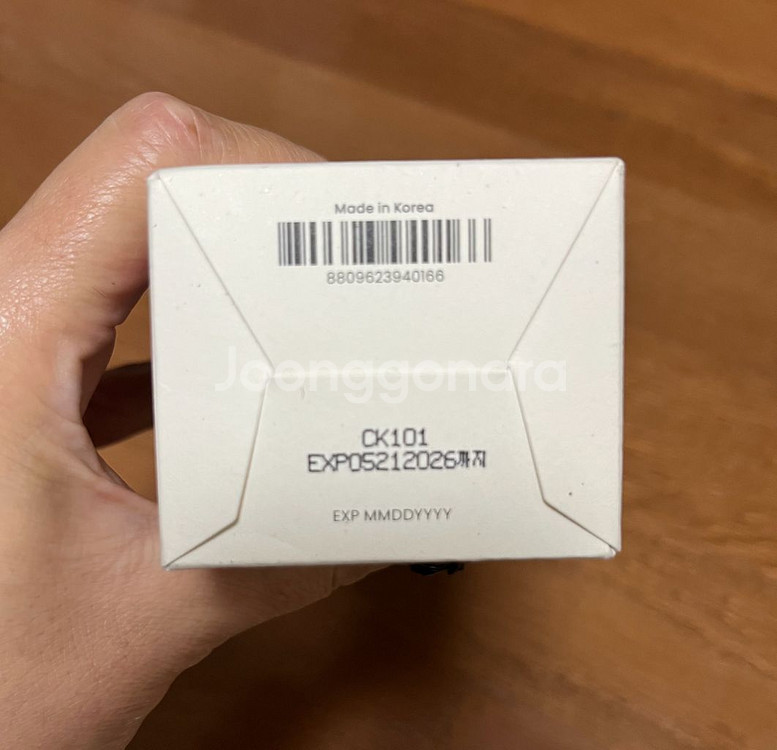 Made in Korea
8809623940166
Joonggonara
CK101
EXP05212026까지
EXP MMDDYYYY